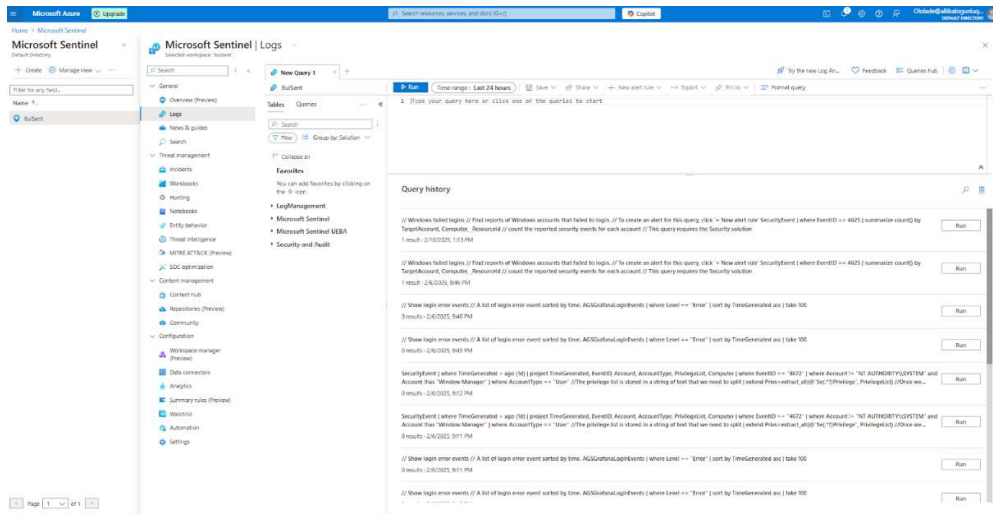 Microsoft Azure
Upgrade
Search resources, services, and docs (G+/)
Copilot
DEFAULT DIRECTORY
Home > Microsoft Sentinel
Microsoft Sentinel
Default Directory
+ Create
Manage view
Filter for any field...
Name ↑
BulSent
Page 1 of 1
Microsoft Sentinel | Logs
Selected workspace: 'bulsent'
Search
General
Overview (Preview)
Logs
News & guides
Search
Threat management
Incidents
Workbooks
Hunting
Notebooks
Entity behavior
Threat intelligence
MITRE ATT&CK (Preview)
SOC optimization
Content management
Content hub
Repositories (Preview)
Community
Configuration
Workspace manager
(Preview)
Data connectors
Analytics
Summary rules (Preview)
Watchlist
Automation
Settings
New Query 1
Try the new Log An...
Feedback
Queries hub
BulSent
Run
Time range : Last 24 hours
Save
Share
New alert rule
Export
Pin to
Format query
Tables
Queries
Search
Filter
Group by: Solution
Collapse all
Favorites
You can add favorites by clicking on
the ☆ icon
LogManagement
Microsoft Sentinel
Microsoft Sentinel UEBA
Security and Audit
1 Type your query here or click one of the queries to start
Query history
// Windows failed logins // Find reports of Windows accounts that failed to login. // To create an alert for this query, click '+ New alert rule' SecurityEvent | where EventID == 4625 | summarize count() by
TargetAccount, Computer, _ResourceId // count the reported security events for each account // This query requires the Security solution
1 result - 2/10/2025, 1:13 PM
Run
// Windows failed logins // Find reports of Windows accounts that failed to login. // To create an alert for this query, click '+ New alert rule' SecurityEvent | where EventID == 4625 | summarize count() by
TargetAccount, Computer, _ResourceId // count the reported security events for each account // This query requires the Security solution
1 result - 2/6/2025, 9:46 PM
Run
// Show login error events // A list of login error event sorted by time. AGSGrafanaLoginEvents | where Level == "Error" | sort by TimeGenerated asc | take 100
0 results - 2/6/2025, 9:46 PM
Run
// Show login error events // A list of login error event sorted by time. AGSGrafanaLoginEvents | where Level == "Error" | sort by TimeGenerated asc | take 100
0 results - 2/6/2025, 9:45 PM
Run
SecurityEvent | where TimeGenerated > ago (1d) | project TimeGenerated, EventID, Account, AccountType, PrivilegeList, Computer | where EventID == "4672" | where Account != "NT AUTHORITY\\SYSTEM" and
Account !has "Window Manager" | where AccountType == "User" //The privilege list is stored in a string of text that we need to split | extend Privs=extract_all(@"Se(.*?)Privilege", PrivilegeList) //Once we...
0 results - 2/6/2025, 9:12 PM
Run
SecurityEvent | where TimeGenerated > ago (1d) | project TimeGenerated, EventID, Account, AccountType, PrivilegeList, Computer | where EventID == "4672" | where Account != "NT AUTHORITY\\SYSTEM" and
Account !has "Window Manager" | where AccountType == "User" //The privilege list is stored in a string of text that we need to split | extend Privs=extract_all(@"Se(.*?)Privilege", PrivilegeList) //Once we...
0 results - 2/6/2025, 9:11 PM
Run
// Show login error events // A list of login error event sorted by time. AGSGrafanaLoginEvents | where Level == "Error" | sort by TimeGenerated asc | take 100
0 results - 2/6/2025, 9:11 PM
Run
// Show login error events // A list of login error event sorted by time. AGSGrafanaLoginEvents | where Level == "Error" | sort by TimeGenerated asc | take 100
Run